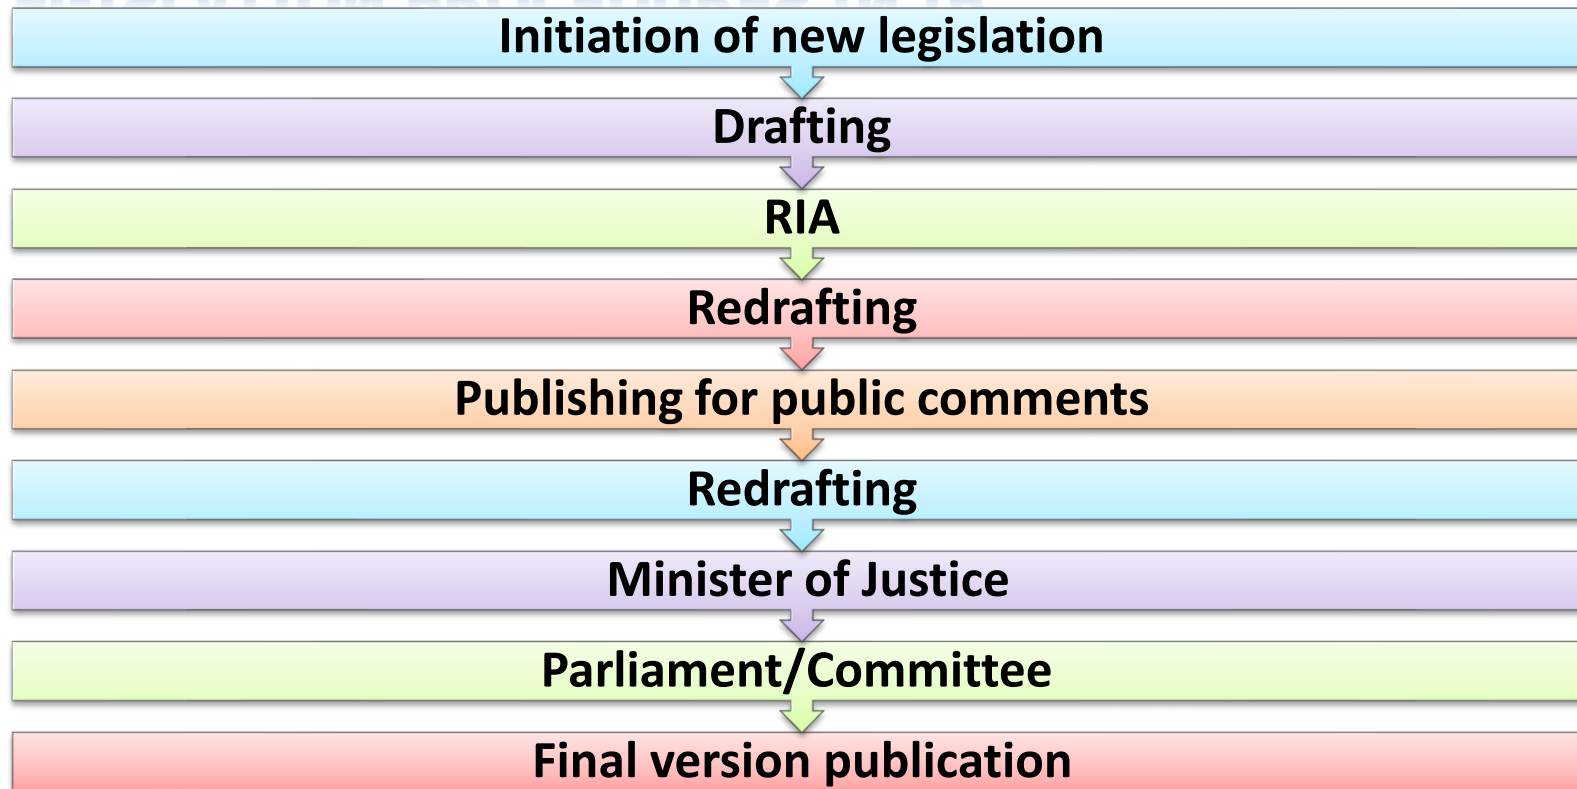 Initiation of new legislation
Drafting
RIA
Redrafting
Publishing for public comments
Redrafting
Minister of Justice
Parliament/Committee
Final version publication